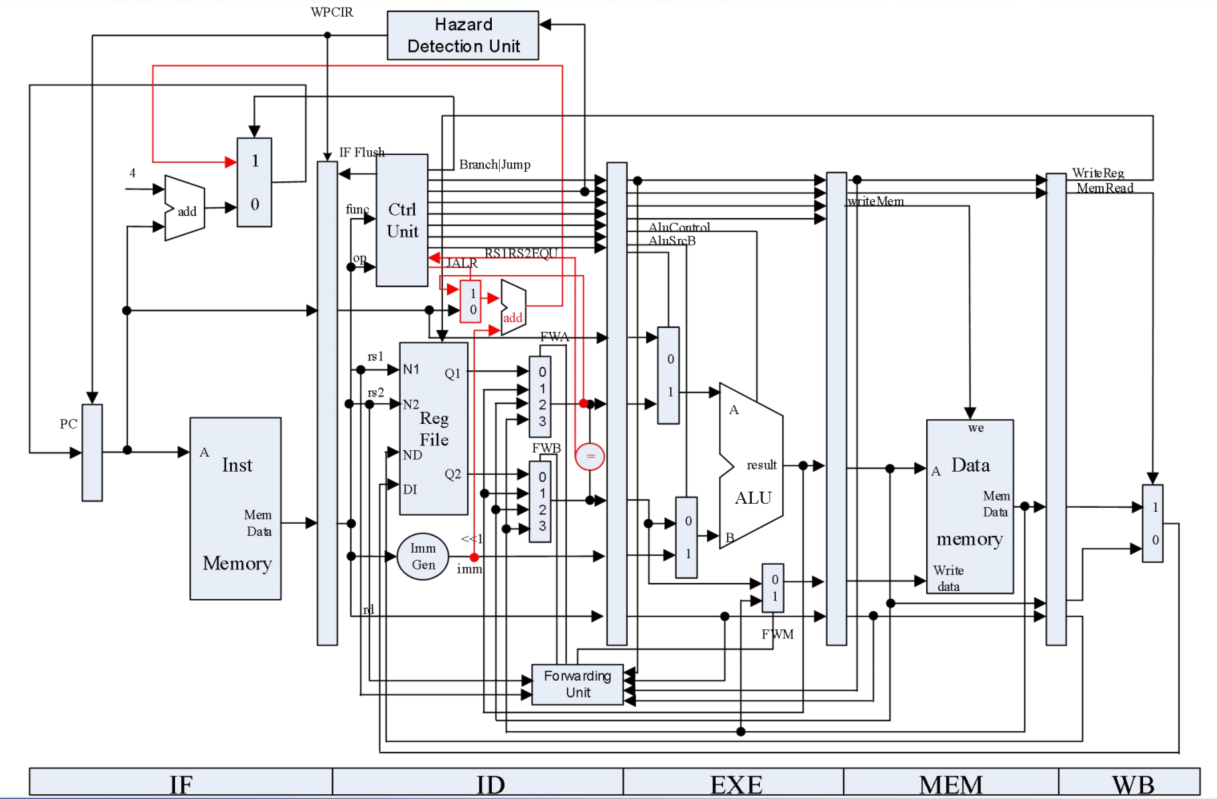 WPCIR
Hazard
Detection Unit
IF Flush
Branch|Jump
1
0
4
add
func
op
Ctrl
Unit
RS1RS2EQU
JALR
1
0
add
WriteReg
MemRead
writeMem
AluControl
AluSrcB
FWA
rs1
N1
Q1
rs2
N2
Reg
File
ND
DI
Q2
0
1
2
3
FWB
0
1
2
3
=
0
1
0
1
A
B
result
ALU
PC
A
Inst
Mem
Data
Memory
<<1
Imm
Gen
imm
rd
we
A
Data
Mem
Data
memory
Write
data
1
0
0
1
FWM
Forwarding
Unit
IF
ID
EXE
MEM
WB